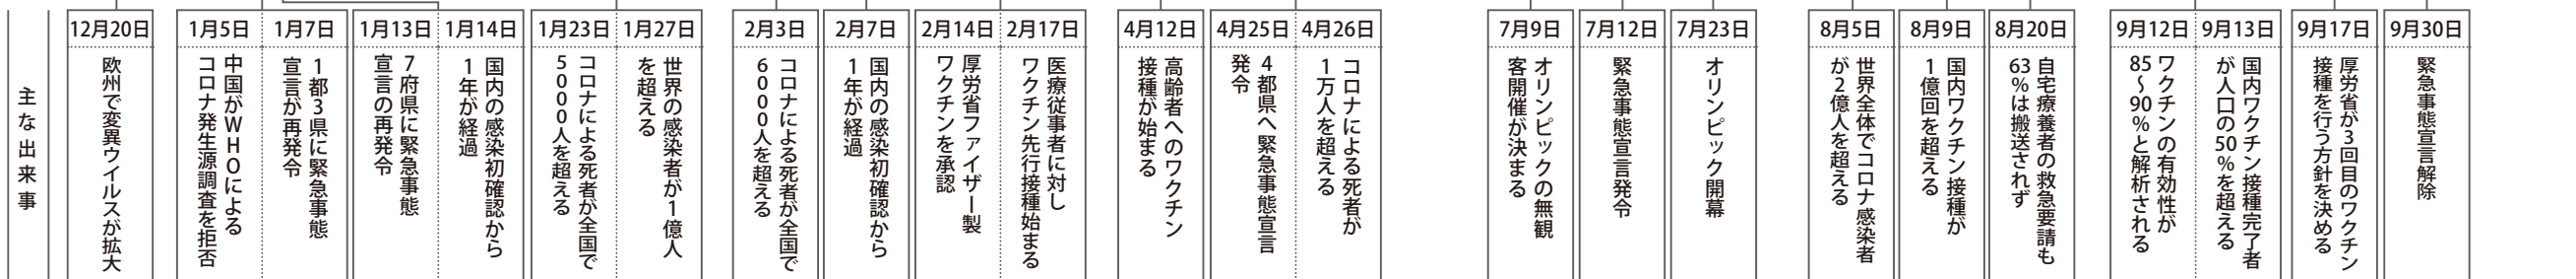 主な出来事
12月20日
欧州で変異ウイルスが拡大
1月5日
中国がWHOによる
コロナ発生源調査を拒否
1月7日
1都3県に緊急事態
宣言が再発令
1月13日
7府県に緊急事態
宣言の再発令
1月14日
国内の感染初確認から
1年が経過
1月23日
コロナによる死者が全国で
5000人を超える
1月27日
世界の感染者が1億人
を超える
2月3日
コロナによる死者が全国で
6000人を超える
2月7日
国内の感染初確認から
1年が経過
2月14日
厚労省ファイザー製
ワクチンを承認
2月17日
医療従事者に対し
ワクチン先行接種始まる
4月12日
高齢者へのワクチン
接種が始まる
4月25日
4都県へ緊急事態宣言
発令
4月26日
コロナによる死者が
1万人を超える
7月9日
オリンピックの無観
客開催が決まる
7月12日
緊急事態宣言発令
7月23日
オリンピック開幕
8月5日
世界全体でコロナ感染者
が2億人を超える
8月9日
国内ワクチン接種が
1億回を超える
8月20日
自宅療養者の救急要請も
63%は搬送されず
9月12日
ワクチンの有効性が
85〜90%と解析される
9月13日
国内ワクチン接種完了者
が人口の50%を超える
9月17日
厚労省が3回目のワクチン
接種を行う方針を決める
9月30日
緊急事態宣言解除